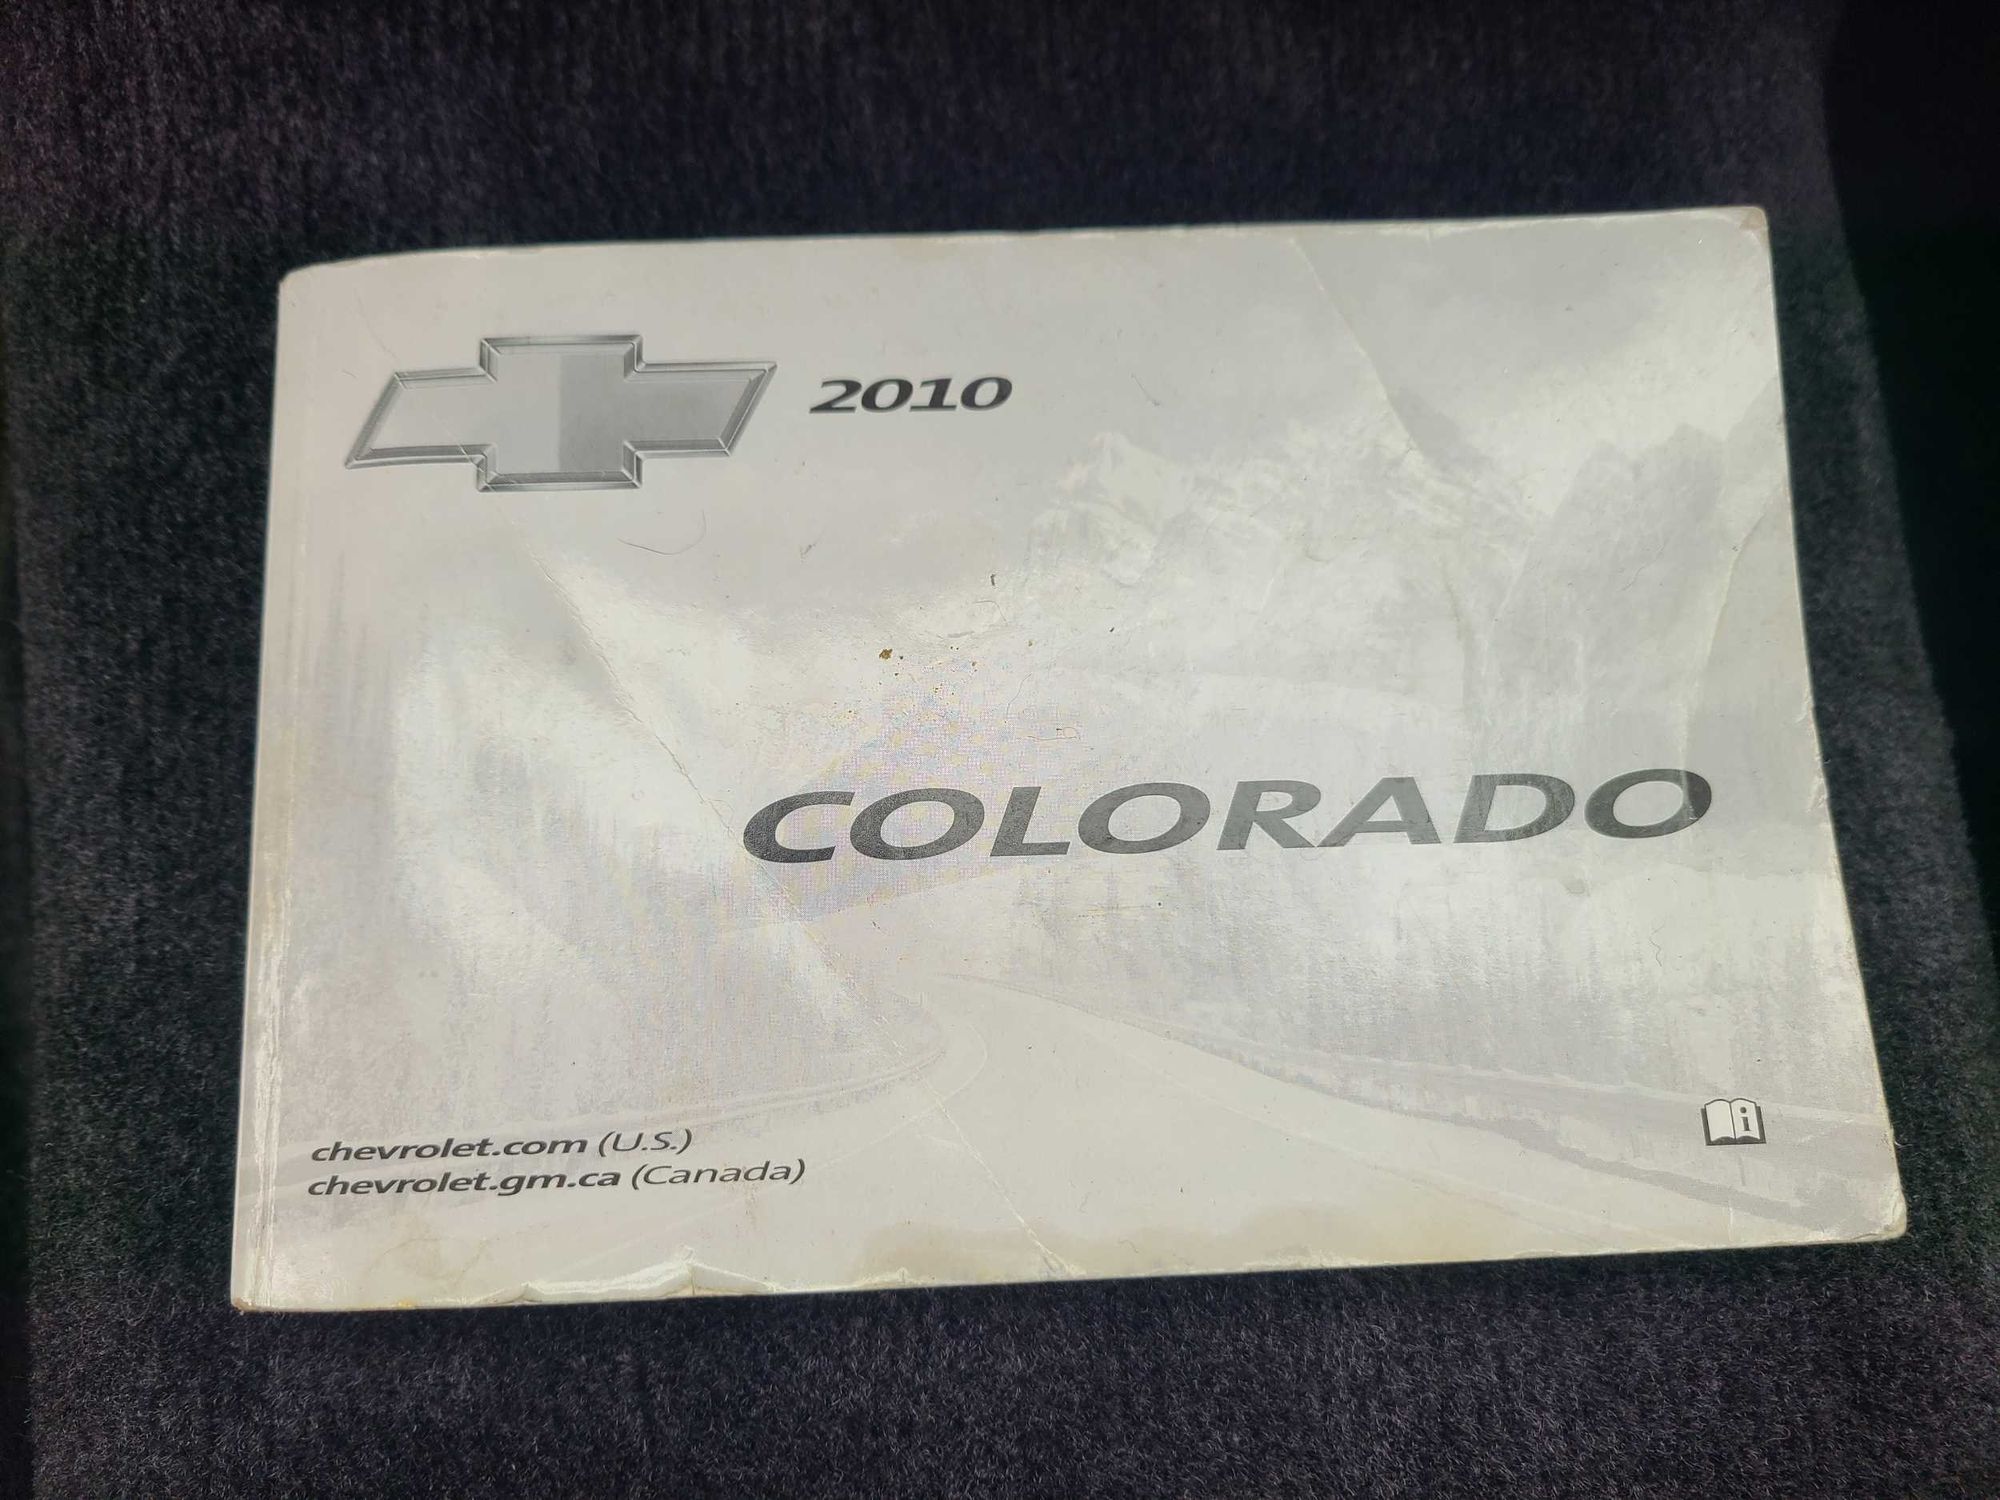 2010
COLORADO
chevrolet.com (U.S.)
chevrolet.gm.ca (Canada)
i